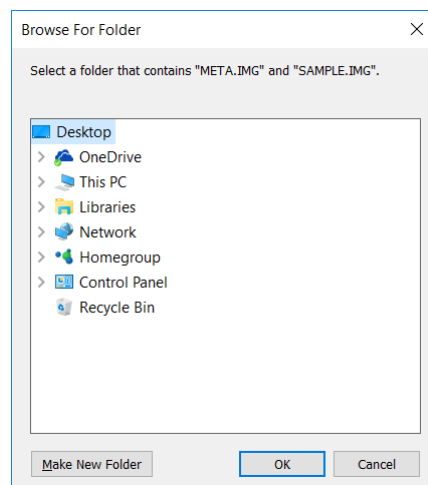 Browse For Folder
Select a folder that contains "META.IMG" and "SAMPLE.IMG".
Desktop
OneDrive
This PC
Libraries
Network
Homegroup
Control Panel
Recycle Bin
Make New Folder OK Cancel